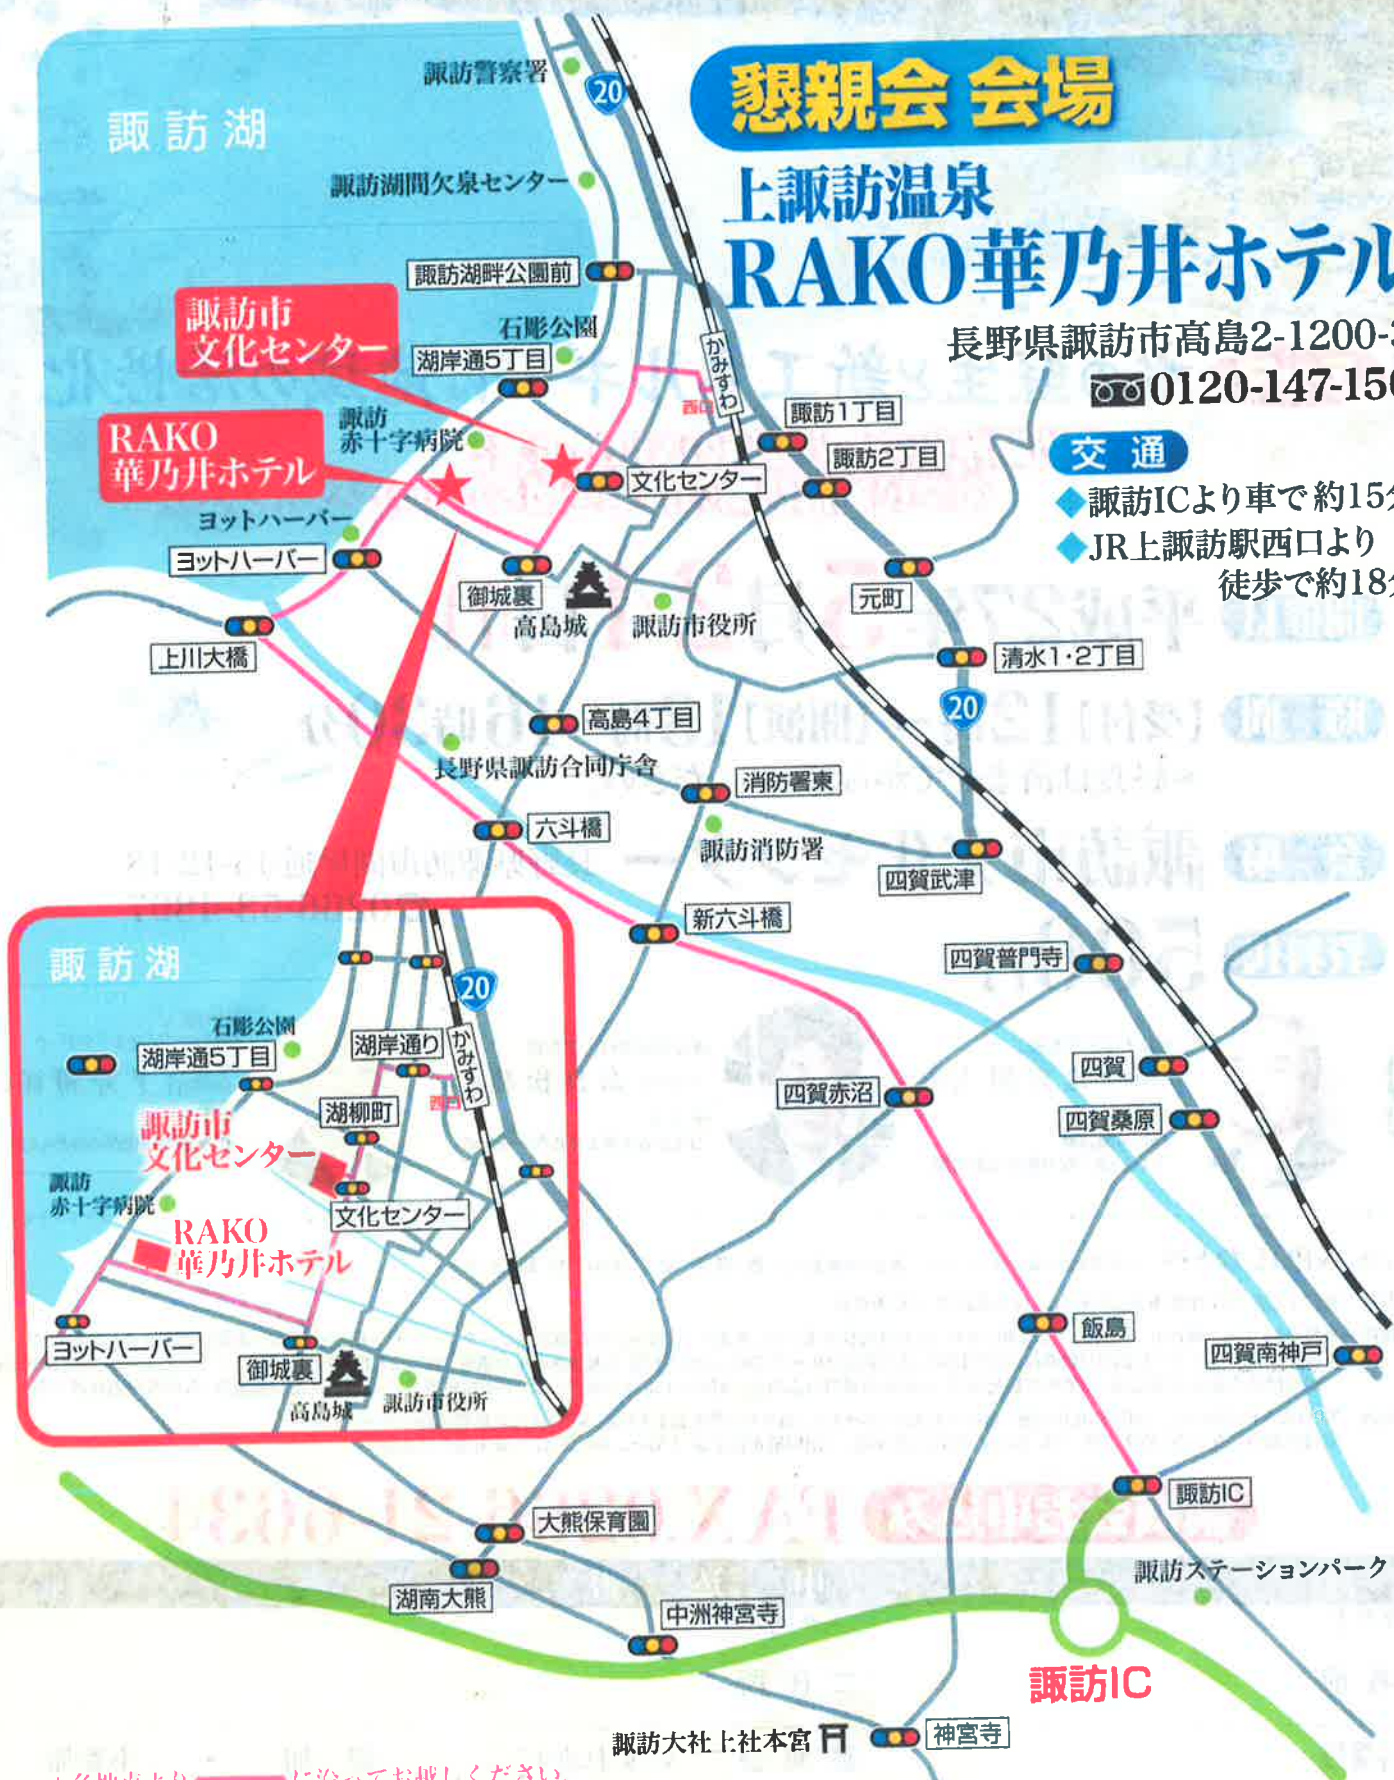 懇親会 会場
上諏訪温泉
RAKO華乃井ホテル
長野県諏訪市高島2-1200-
0120-147-150
交通
諏訪ICより車で約15分
JR上諏訪駅西口より
徒歩で約18分
諏訪湖
諏訪警察署
20
諏訪湖間欠泉センター
諏訪湖畔公園前
諏訪市
文化センター
石彫公園
湖岸通5丁目
かみすわ
西口
諏訪1丁目
諏訪2丁目
RAKO
華乃井ホテル
諏訪
赤十字病院
文化センター
ヨットハーバー
ヨットハーバー
御城裏
高島城
諏訪市役所
元町
上川大橋
清水1・2丁目
20
高島4丁目
長野県諏訪合同庁舎
消防署東
六斗橋
諏訪消防署
四賀武津
新六斗橋
四賀普門寺
四賀
四賀赤沼
四賀桑原
飯島
四賀南神戸
諏訪湖
20
石彫公園
湖岸通5丁目
湖岸通り
かみすわ
西口
湖柳町
諏訪市
文化センター
諏訪
赤十字病院
文化センター
RAKO
華乃井ホテル
ヨットハーバー
御城裏
高島城
諏訪市役所
諏訪IC
大熊保育園
諏訪ステーションパーク
湖南大熊
中洲神宮寺
諏訪IC
諏訪大社上社本宮
神宮寺
に沿ってお越しください。